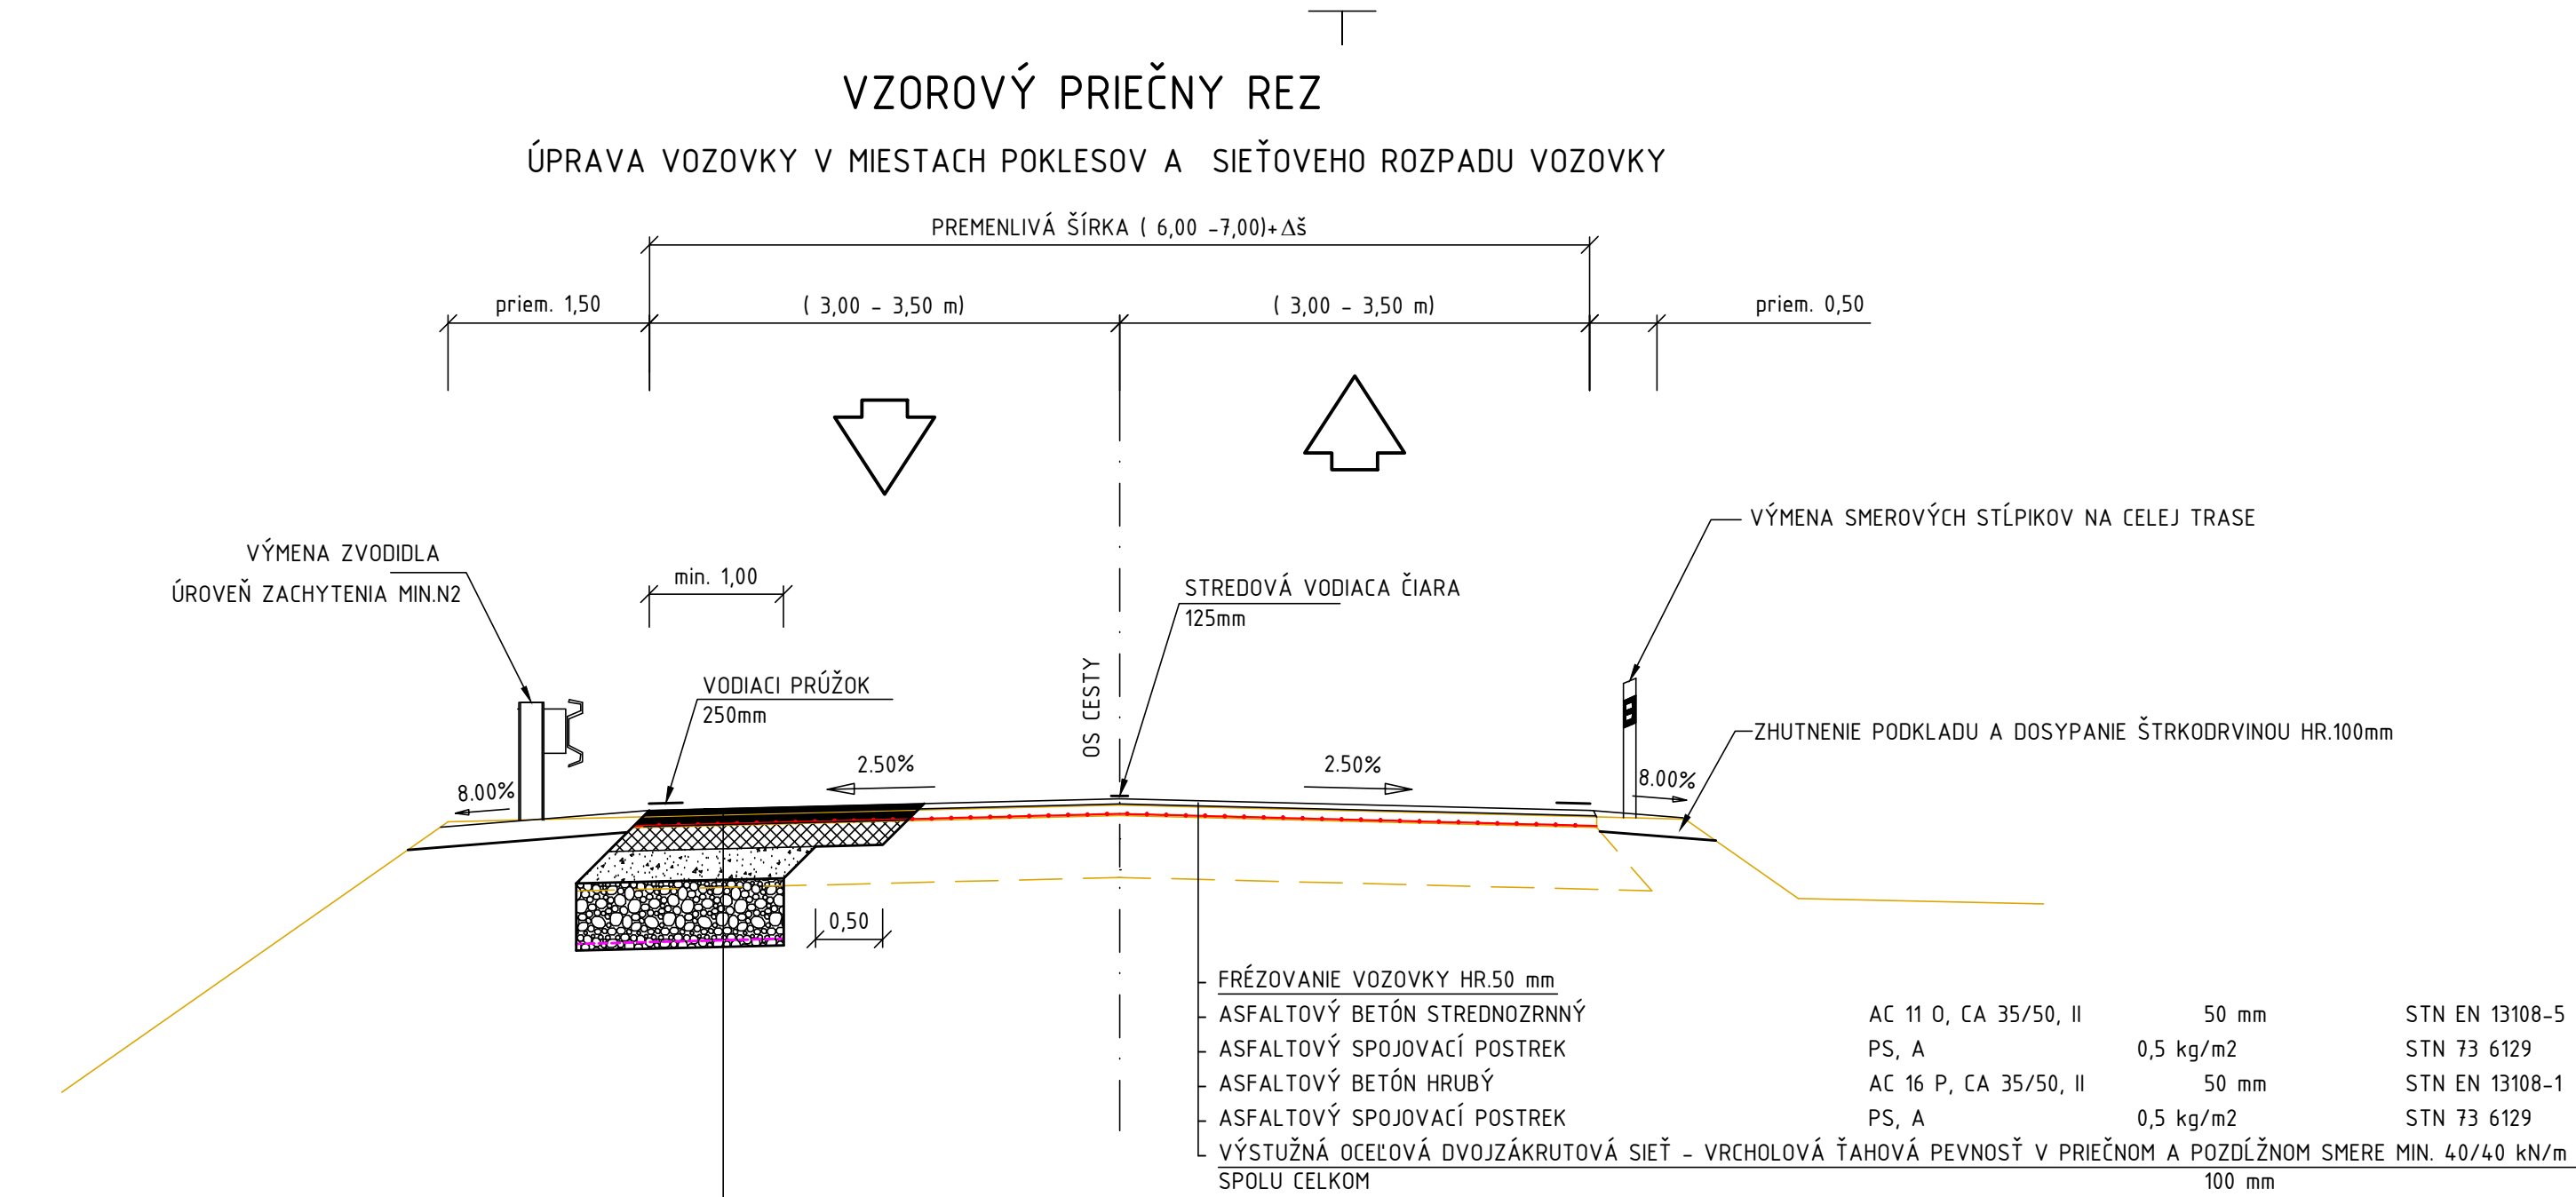 VZOROVÝ PRIEČNY REZ
ÚPRAVA VOZOVKY V MIESTACH POKLESOV A SIEŤOVEHO ROZPADU VOZOVKY
PREMENLIVÁ ŠÍRKA ( 6,00 -7,00)+Δš
priem. 1,50
( 3,00 - 3,50 m)
( 3,00 - 3,50 m)
priem. 0,50
VÝMENA SMEROVÝCH STĹPIKOV NA CELEJ TRASE
VÝMENA ZVODIDLA
ÚROVEŇ ZACHYTENIA MIN.N2
min. 1,00
STREDOVÁ VODIACA ČIARA
125mm
OS CESTY
VODIACI PRÚŽOK
250mm
ZHUTNENIE PODKLADU A DOSYPANIE ŠTRKODRVINOU HR.100mm
8.00%
2.50%
2.50%
8.00%
0,50
FRÉZOVANIE VOZOVKY HR.50 mm
ASFALTOVÝ BETÓN STREDNOZRNNÝ AC 11 O, CA 35/50, II 50 mm STN EN 13108-5
ASFALTOVÝ SPOJOVACÍ POSTREK PS, A 0,5 kg/m2 STN 73 6129
ASFALTOVÝ BETÓN HRUBÝ AC 16 P, CA 35/50, II 50 mm STN EN 13108-1
ASFALTOVÝ SPOJOVACÍ POSTREK PS, A 0,5 kg/m2 STN 73 6129
VÝSTUŽNÁ OCEĽOVÁ DVOJZÁKRUTOVÁ SIEŤ - VRCHOLOVÁ ŤAHOVÁ PEVNOSŤ V PRIEČNOM A POZDĹŽNOM SMERE MIN. 40/40 kN/m
SPOLU CELKOM 100 mm